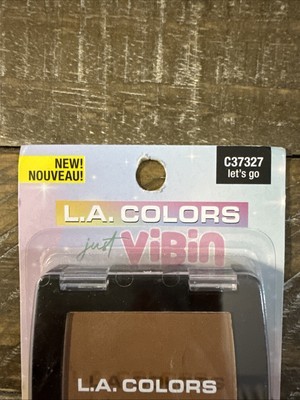 NEW!
NOUVEAU!
C37327
let's go
L.A. COLORS
just
ViBin
L.A. COLORS